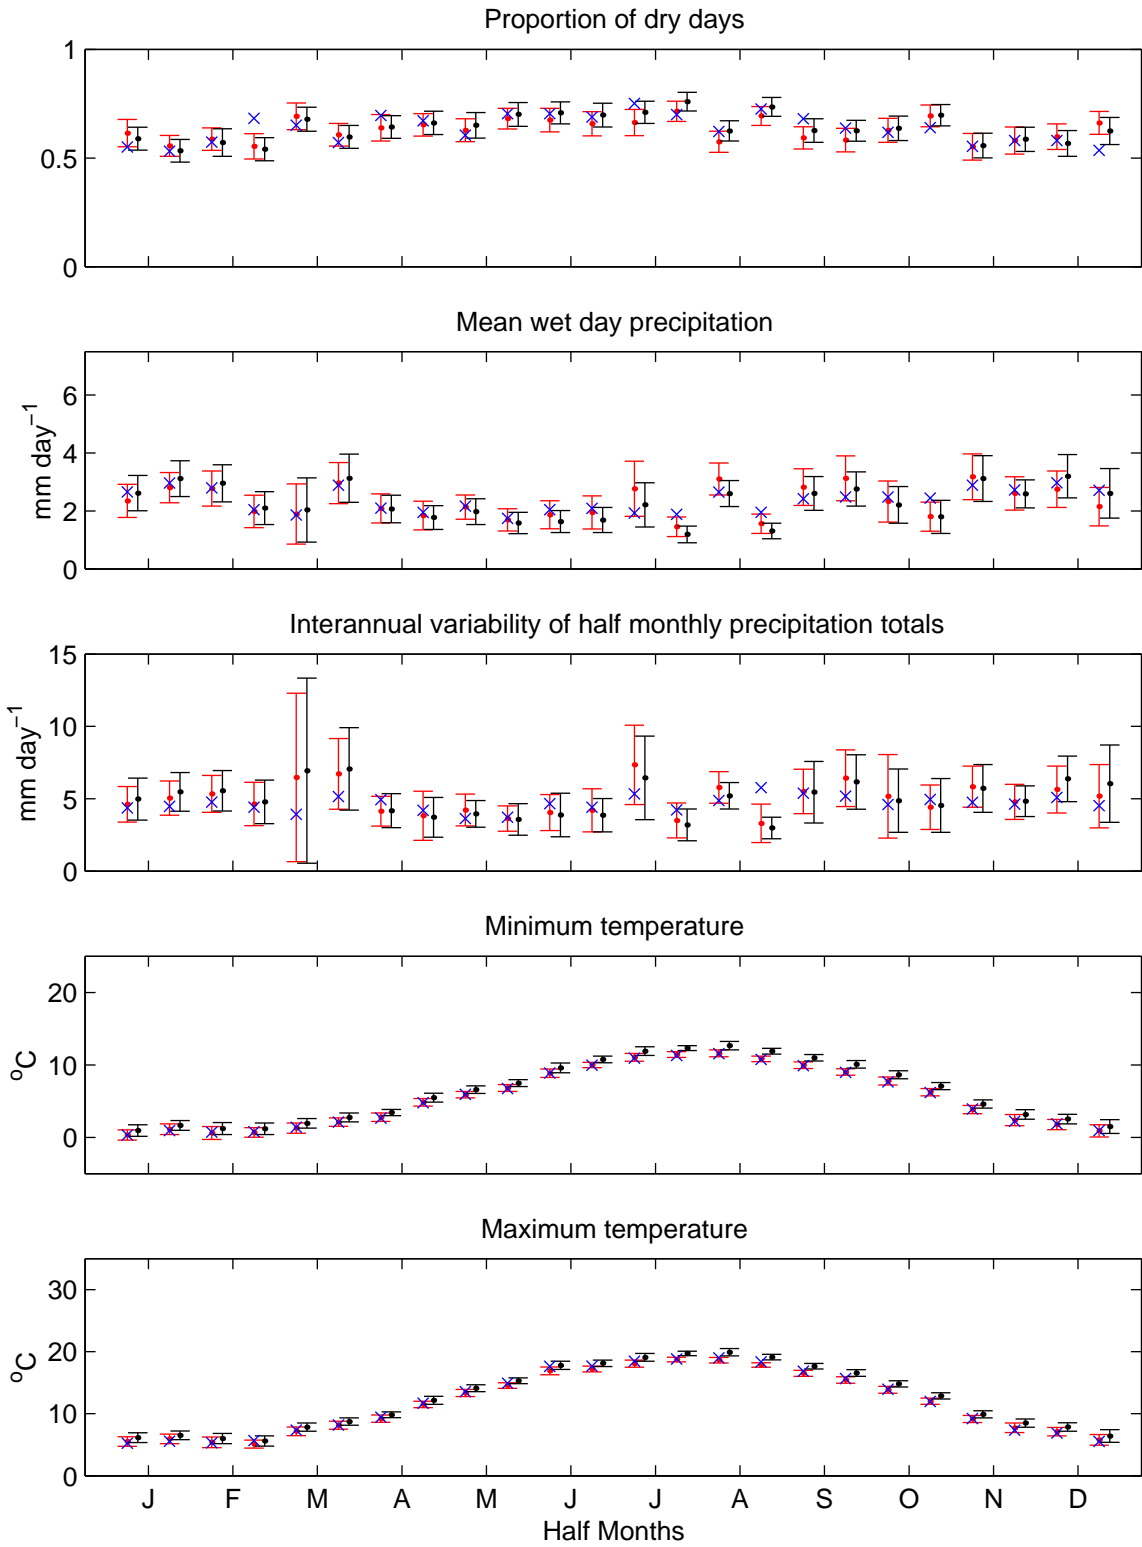 Proportion of dry days
1
0.5
0
Mean wet day precipitation
6
4
2
0
mm day⁻¹
Interannual variability of half monthly precipitation totals
15
10
5
0
mm day⁻¹
Minimum temperature
20
10
0
ºC
Maximum temperature
30
20
10
0
ºC
J F M A M J J A S O N D
Half Months